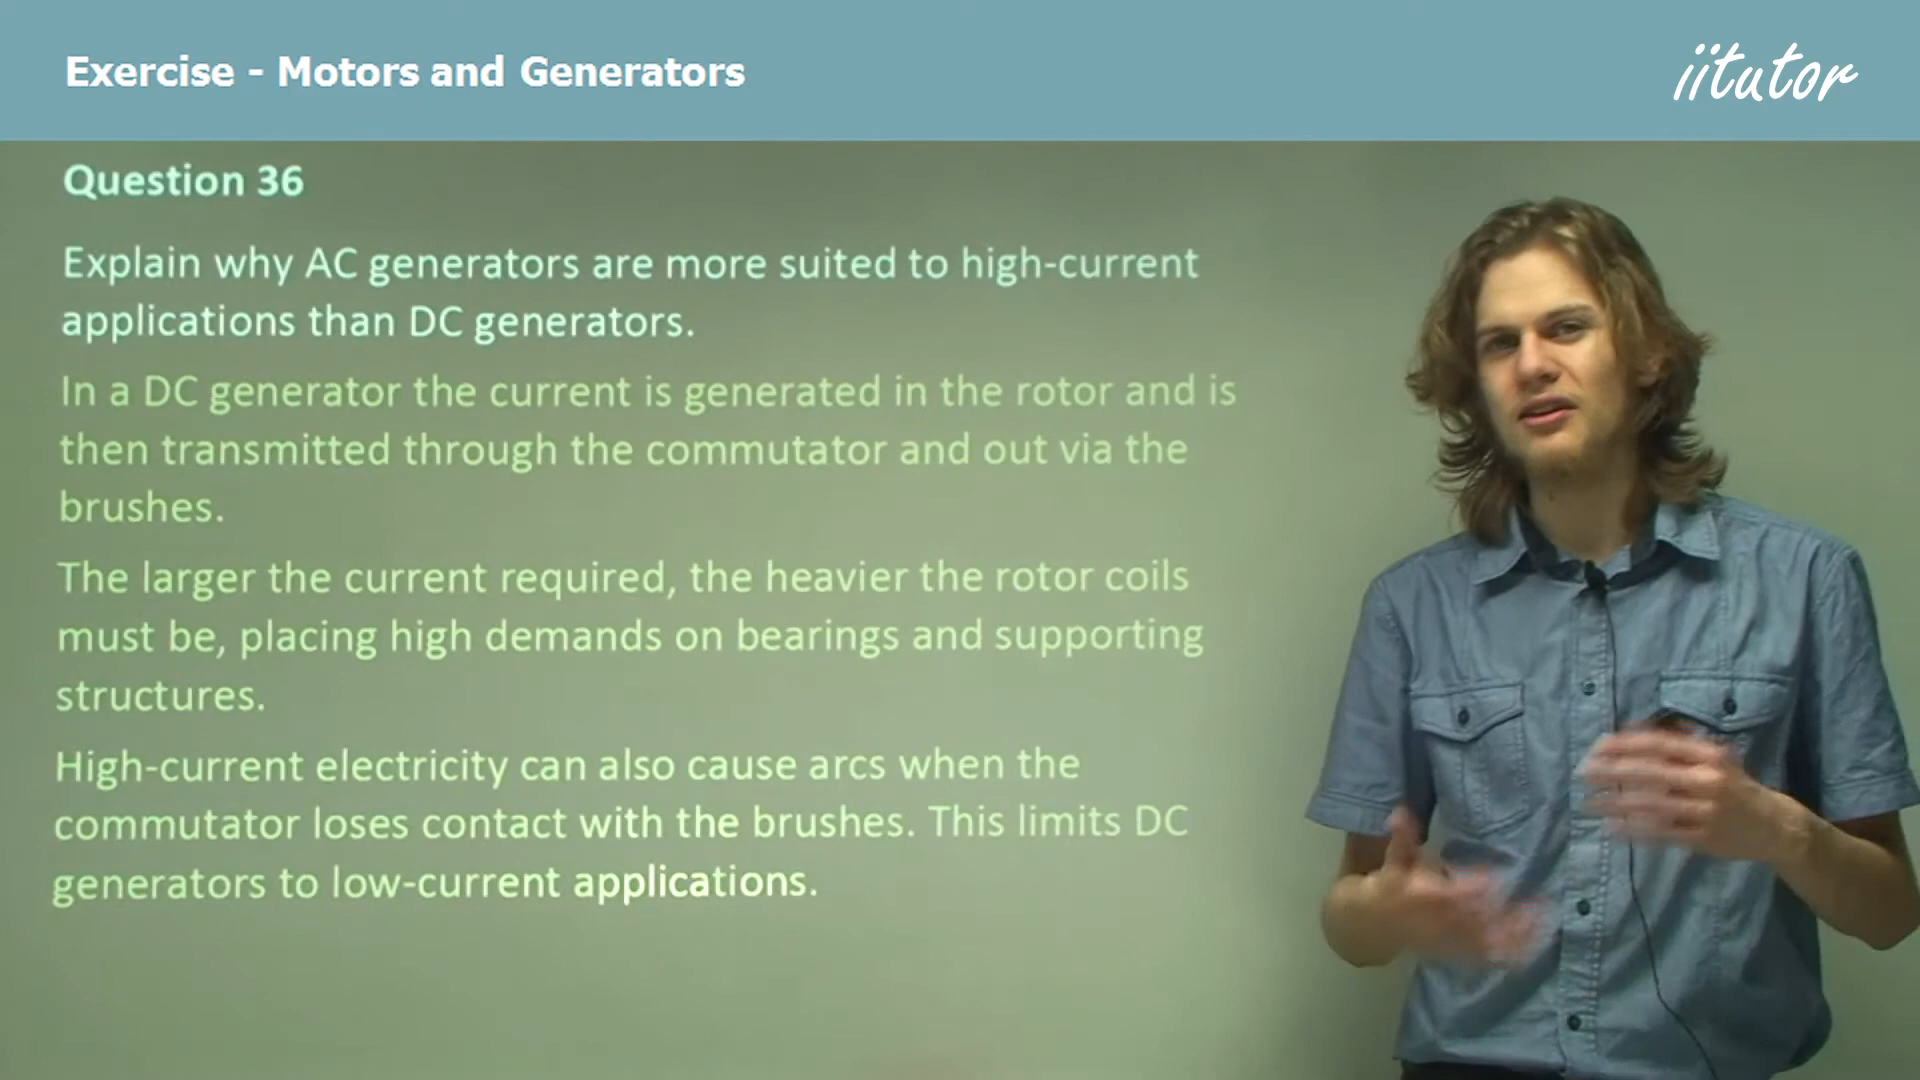 Exercise - Motors and Generators
iitutor
Question 36
Explain why AC generators are more suited to high-current
applications than DC generators.
In a DC generator the current is generated in the rotor and is
then transmitted through the commutator and out via the
brushes.
The larger the current required, the heavier the rotor coils
must be, placing high demands on bearings and supporting
structures.
High-current electricity can also cause arcs when the
commutator loses contact with the brushes. This limits DC
generators to low-current applications.